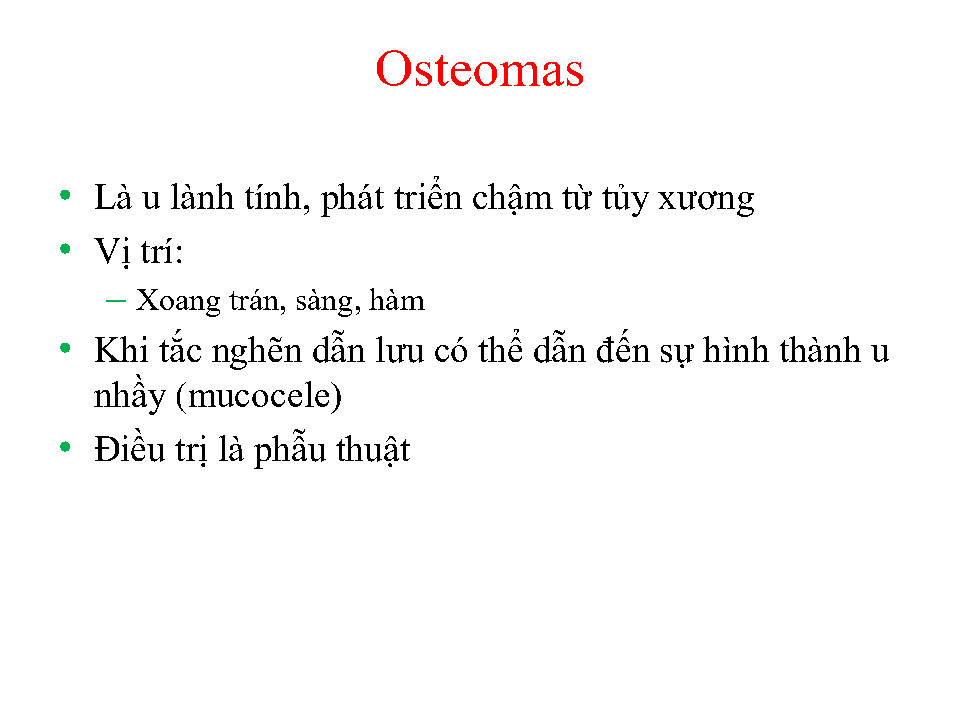 Osteomas
• Là u lành tính, phát triển chậm từ tủy xương
• Vị trí:
– Xoang trán, sàng, hàm
• Khi tắc nghẽn dẫn lưu có thể dẫn đến sự hình thành u
nhầy (mucocele)
• Điều trị là phẫu thuật